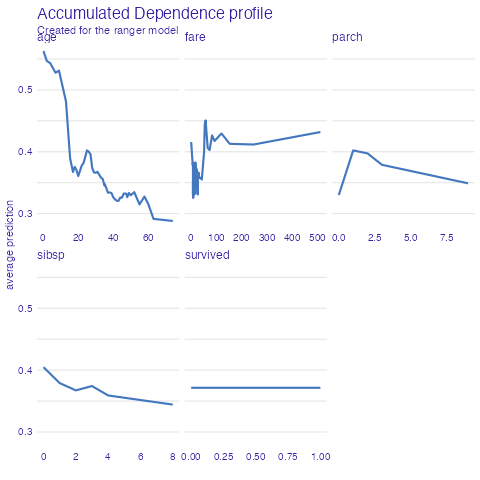 Accumulated Dependence profile
Created for the ranger model
age
fare
parch
0.5
0.4
0.3
0 20 40 60
0 100 200 300 400 500
0.0 2.5 5.0 7.5
average prediction
sibsp
survived
0.5
0.4
0.3
0 2 4 6 8
0.00 0.25 0.50 0.75 1.00